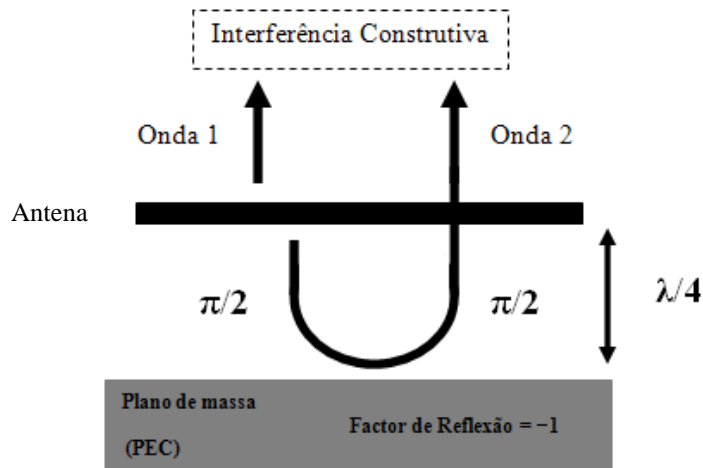 Interferência Construtiva
Onda 1
Onda 2
Antena
π/2
π/2
λ/4
Plano de massa
(PEC)
Factor de Reflexão = −1